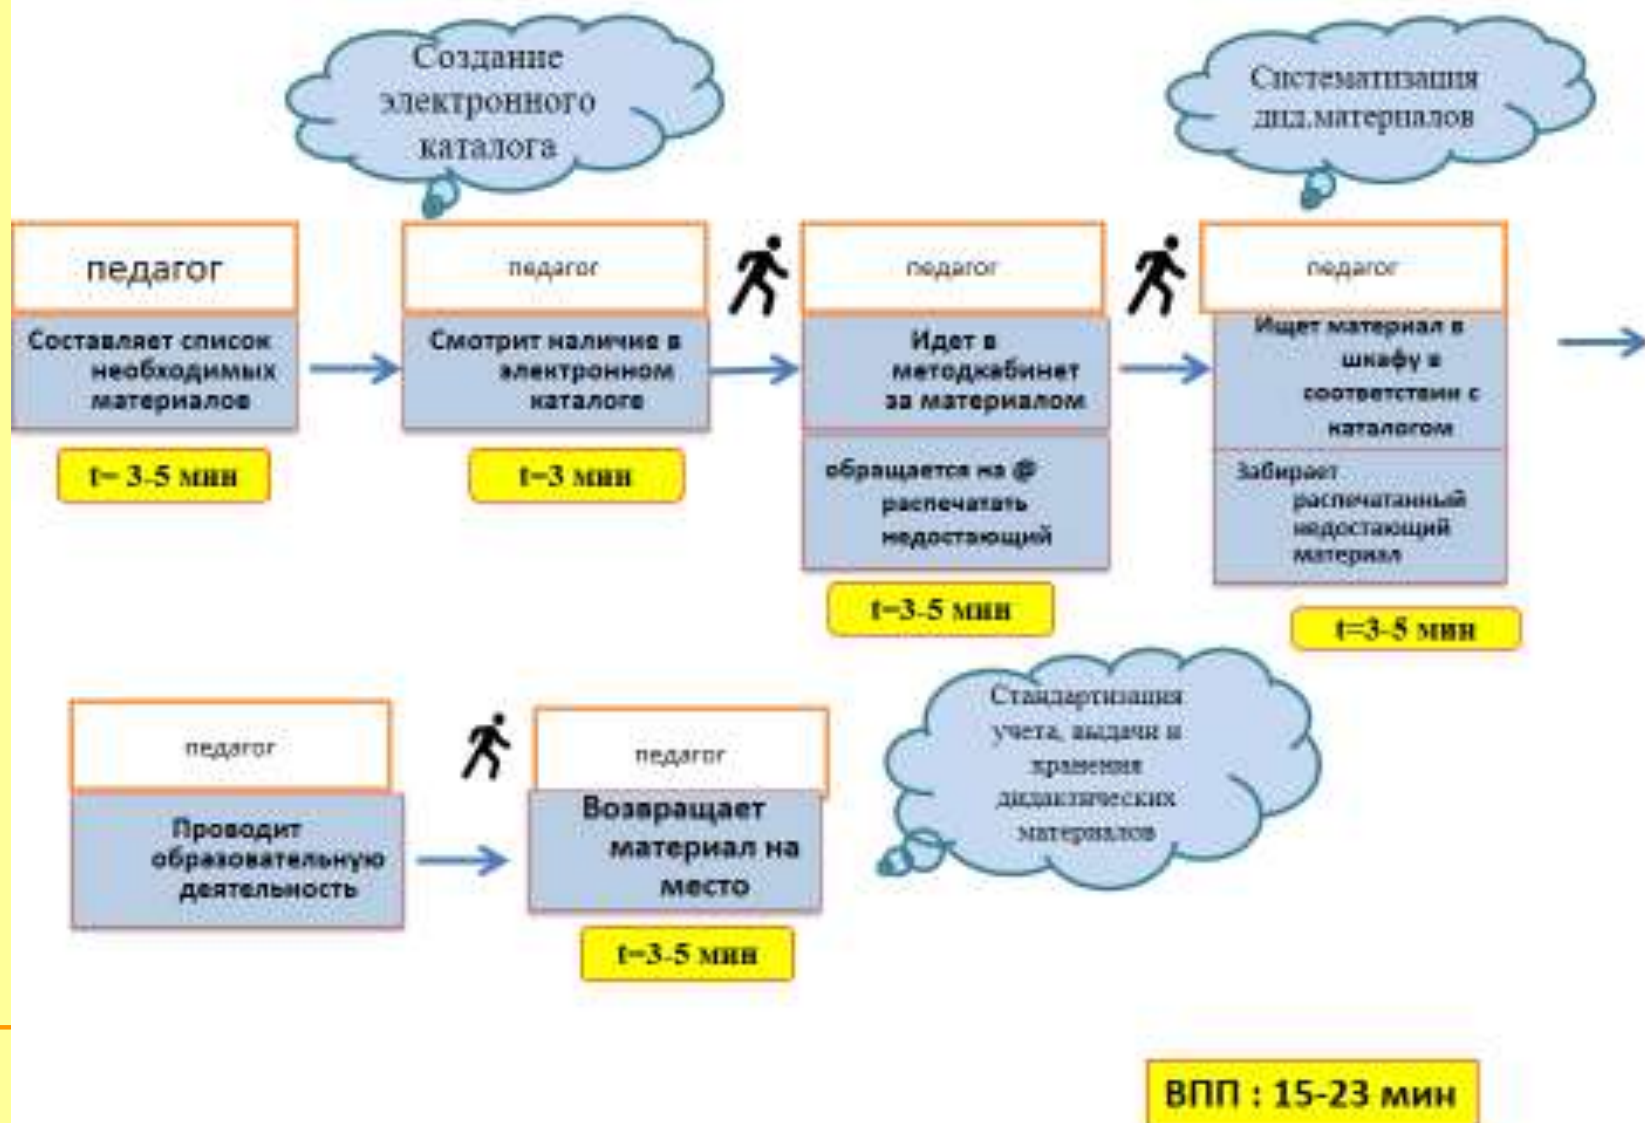 Создание
электронного
каталога
Систематизация
дид.материалов
педагог
Составляет список
необходимых
материалов
t= 3-5 мин
педагог
Смотрит наличие в
электронном
каталоге
t=3 мин
педагог
Идет в
методкабинет
за материалом
обращается на @
распечатать
недостающий
t=3-5 мин
педагог
Ищет материал в
шкафу в
соответствии с
каталогом
Забирает
распечатанный
недостающий
материал
t=3-5 мин
педагог
Проводит
образовательную
деятельность
педагог
Возвращает
материал на
место
t=3-5 мин
Стандартизация
учета, выдачи и
хранения
дидактических
материалов
ВПП : 15-23 мин